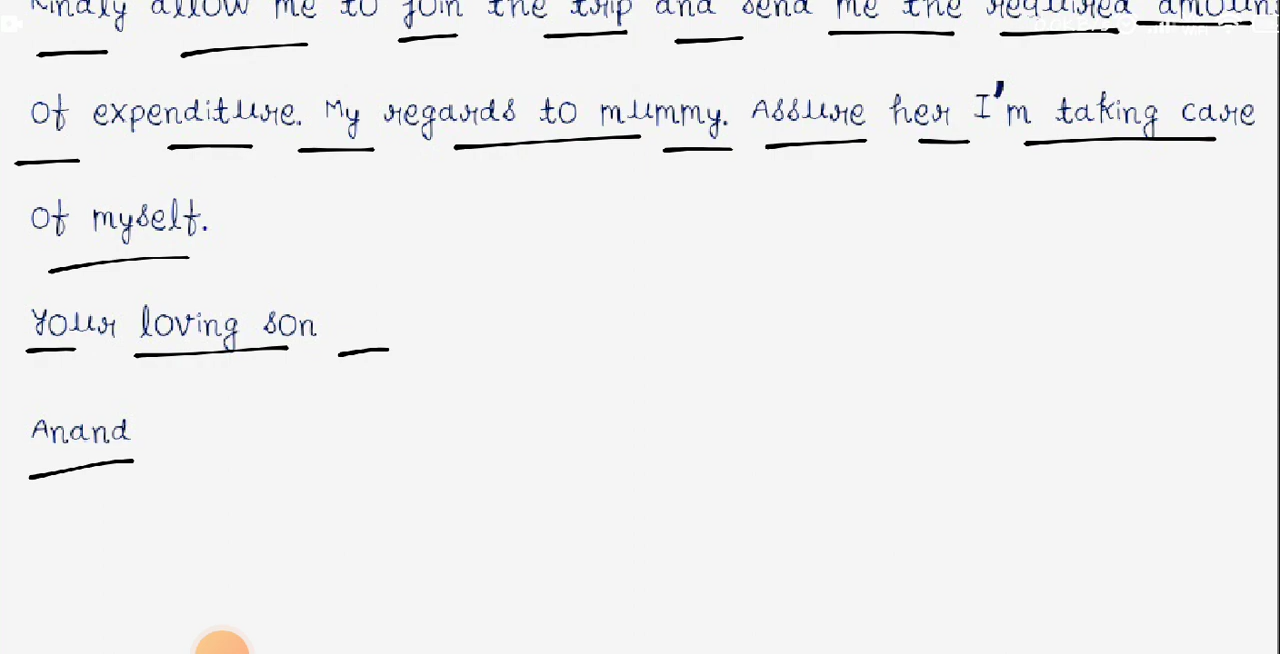 Kindly allow me to join the trip and send me the required amount
of expenditure. My regards to mummy. Assure her I'm taking care
of myself.
Your loving son
Anand